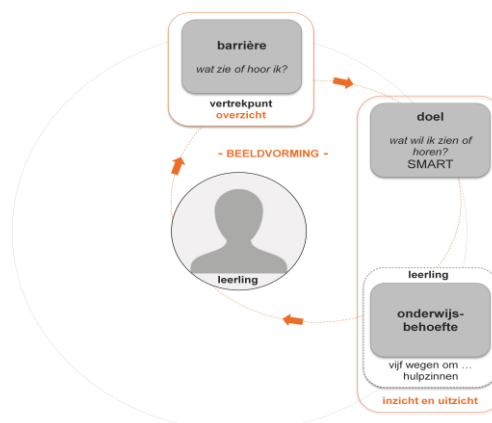 barrière
wat zie of hoor ik?
vertrekpunt
overzicht
- BEELDVORMING -
leerling
doel
wat wil ik zien of
horen?
SMART
leerling
onderwijs-
behoefte
vijf wegen om ...
hulpzinnen
inzicht en uitzicht